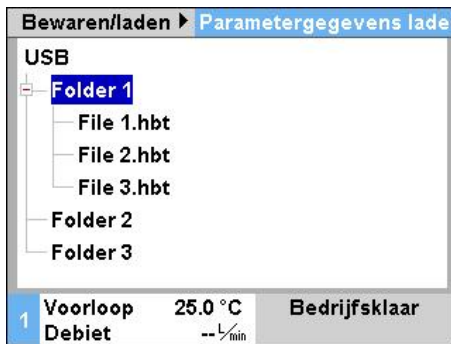 Bewaren/laden ▶ Parametergegevens lade
USB
Folder 1
File 1.hbt
File 2.hbt
File 3.hbt
Folder 2
Folder 3
1 Voorloop 25.0 °C Bedrijfsklaar
Debiet -- L/min